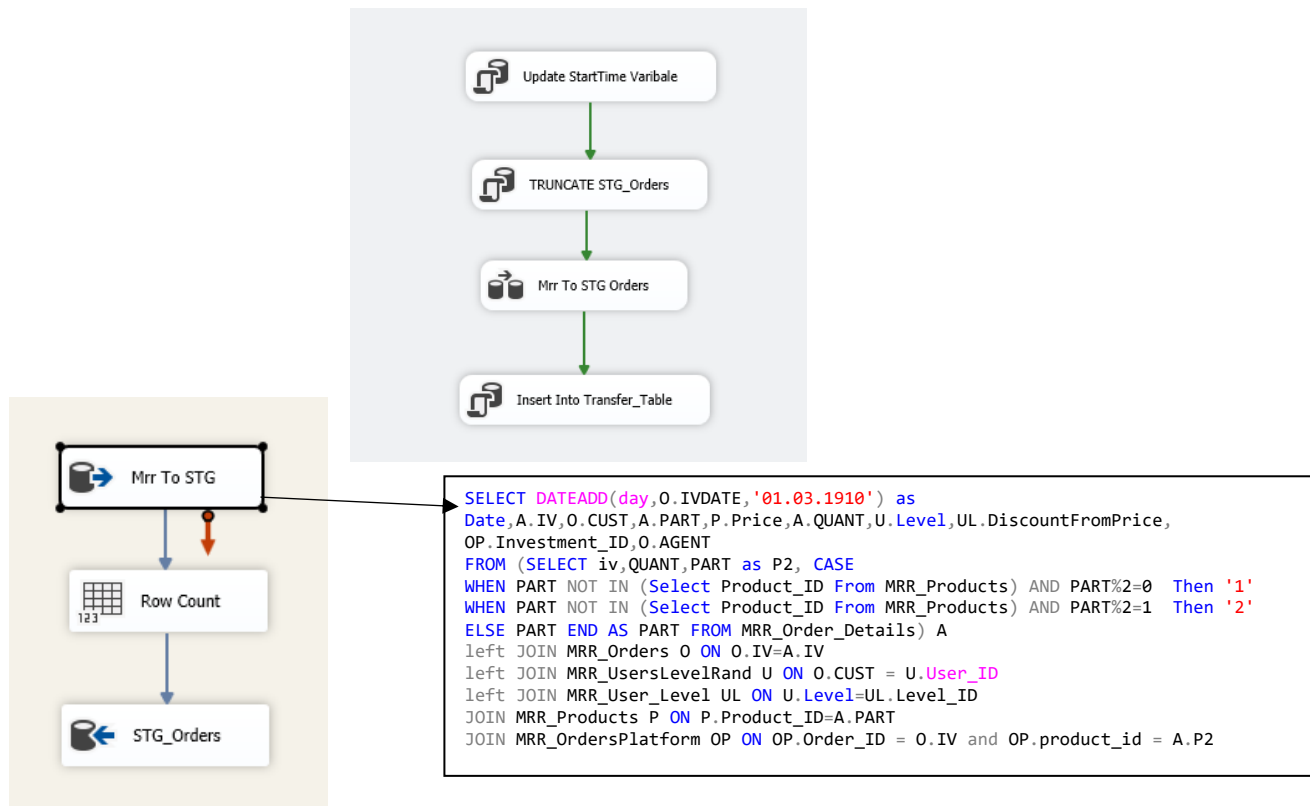 Update StartTime Varibale
TRUNCATE STG_Orders
Mrr To STG Orders
Insert Into Transfer_Table
Mrr To STG
123
Row Count
STG_Orders
SELECT DATEADD(day,O.IVDATE,'01.03.1910') as
Date,A.IV,O.CUST,A.PART,P.Price,A.QUANT,U.Level,UL.DiscountFromPrice,
OP.Investment_ID,O.AGENT
FROM (SELECT iv,QUANT,PART as P2, CASE
WHEN PART NOT IN (Select Product_ID From MRR_Products) AND PART%2=0  Then '1'
WHEN PART NOT IN (Select Product_ID From MRR_Products) AND PART%2=1  Then '2'
ELSE PART END AS PART FROM MRR_Order_Details) A
left JOIN MRR_Orders O ON O.IV=A.IV
left JOIN MRR_UsersLevelRand U ON O.CUST = U.User_ID
left JOIN MRR_User_Level UL ON U.Level=UL.Level_ID
JOIN MRR_Products P ON P.Product_ID=A.PART
JOIN MRR_OrdersPlatform OP ON OP.Order_ID = O.IV and OP.product_id = A.P2